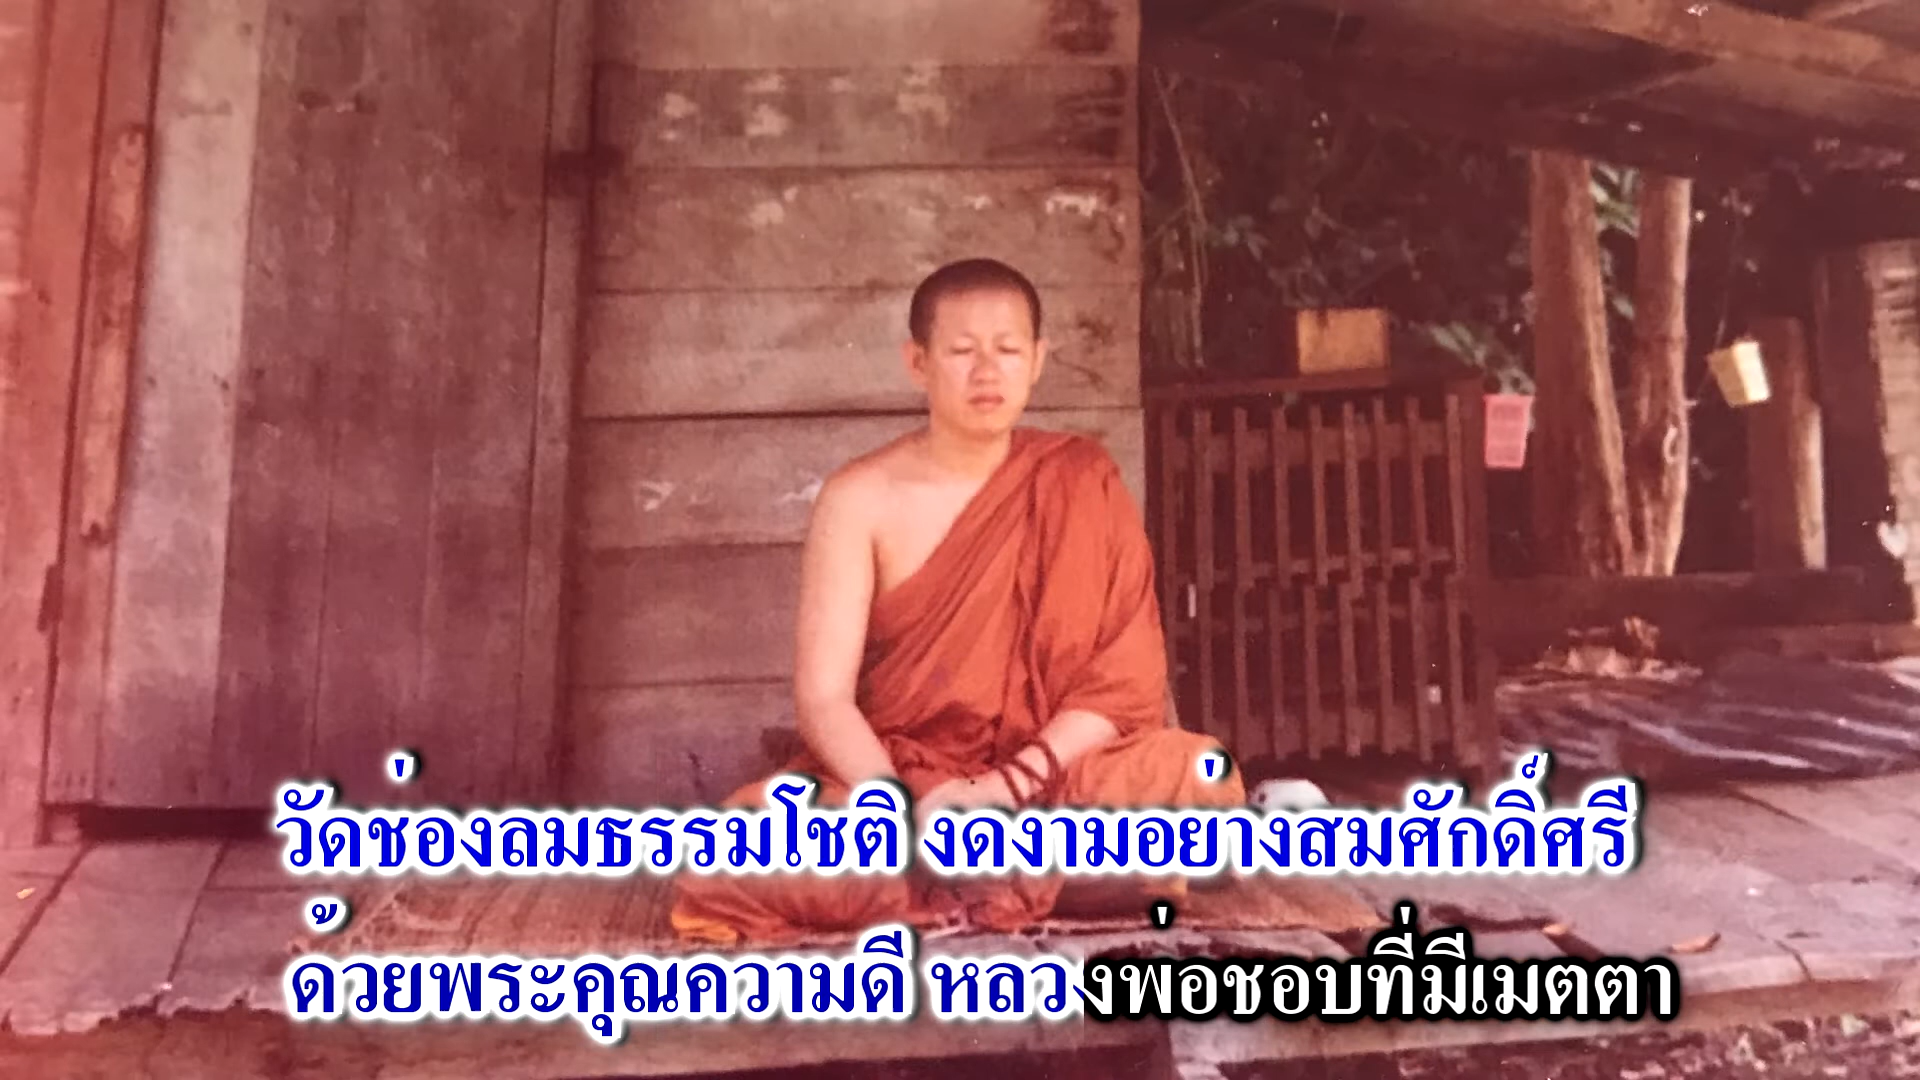 วัดช่องลมธรรมโชติ งดงามอย่างสมศักดิ์ศรี
ด้วยพระคุณความดี หลวงพ่อชอบที่มีเมตตา